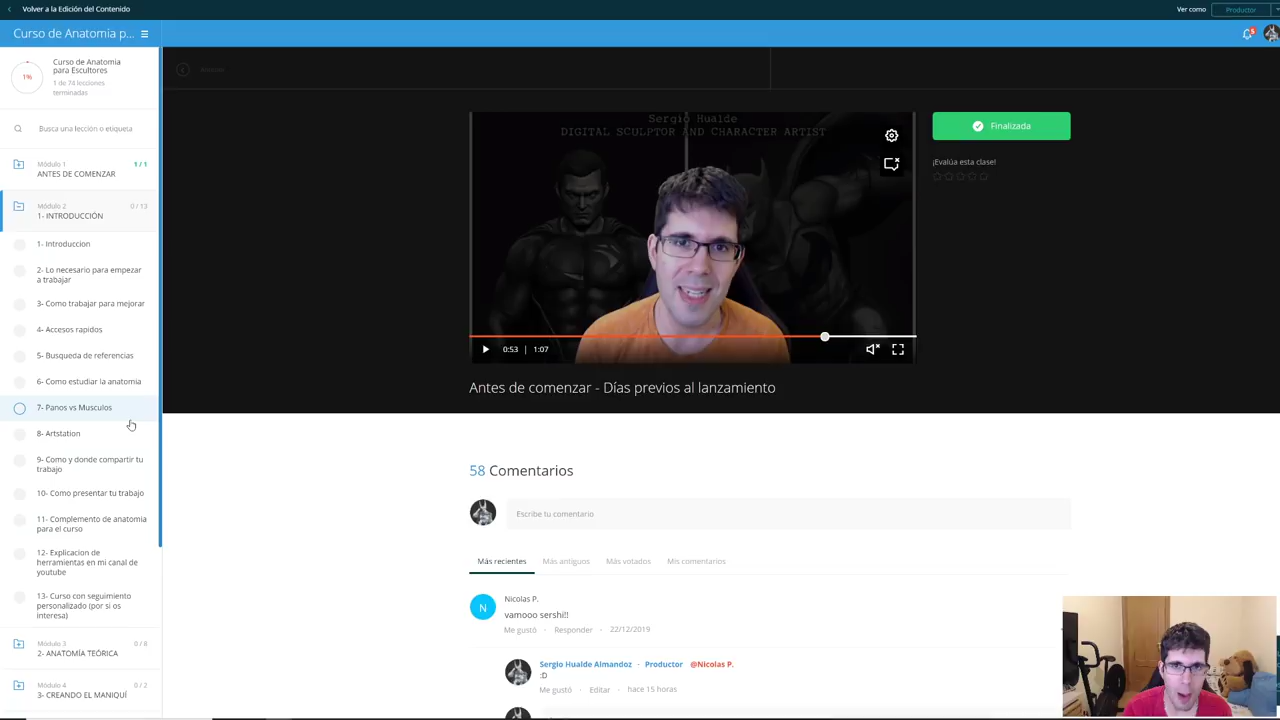 Volver a la Edición del Contenido
Ver como
Productor
Curso de Anatomía p...
5
Curso de Anatomia
para Escultores
1%
1 de 74 lecciones
terminadas
Busca una lección o etiqueta
Módulo 1
1 / 1
ANTES DE COMENZAR
Módulo 2
0 / 13
1- INTRODUCCIÓN
1- Introduccion
2- Lo necesario para empezar
a trabajar
3- Como trabajar para mejorar
4- Accesos rapidos
5- Busqueda de referencias
6- Como estudiar la anatomia
7- Panos vs Musculos
8- Artstation
9- Como y donde compartir tu
trabajo
10- Como presentar tu trabajo
11- Complemento de anatomia
para el curso
12- Explicacion de
herramientas en mi canal de
youtube
13- Curso con seguimiento
personalizado (por si os
interesa)
Módulo 3
0 / 8
2- ANATOMÍA TEÓRICA
Módulo 4
0 / 2
3- CREANDO EL MANIQUÍ
Sergio Hualde
DIGITAL SCULPTOR AND CHARACTER ARTIST
0:53 | 1:07
Finalizada
¡Evalúa esta clase!
Antes de comenzar - Días previos al lanzamiento
58 Comentarios
Escribe tu comentario
Más recientes
Más antiguos
Más votados
Mis comentarios
N
Nicolas P.
vamooo sershi!!
Me gustó · Responder · 22/12/2019
Sergio Hualde Almandoz · Productor @Nicolas P.
:D
Me gustó · Editar · hace 15 horas